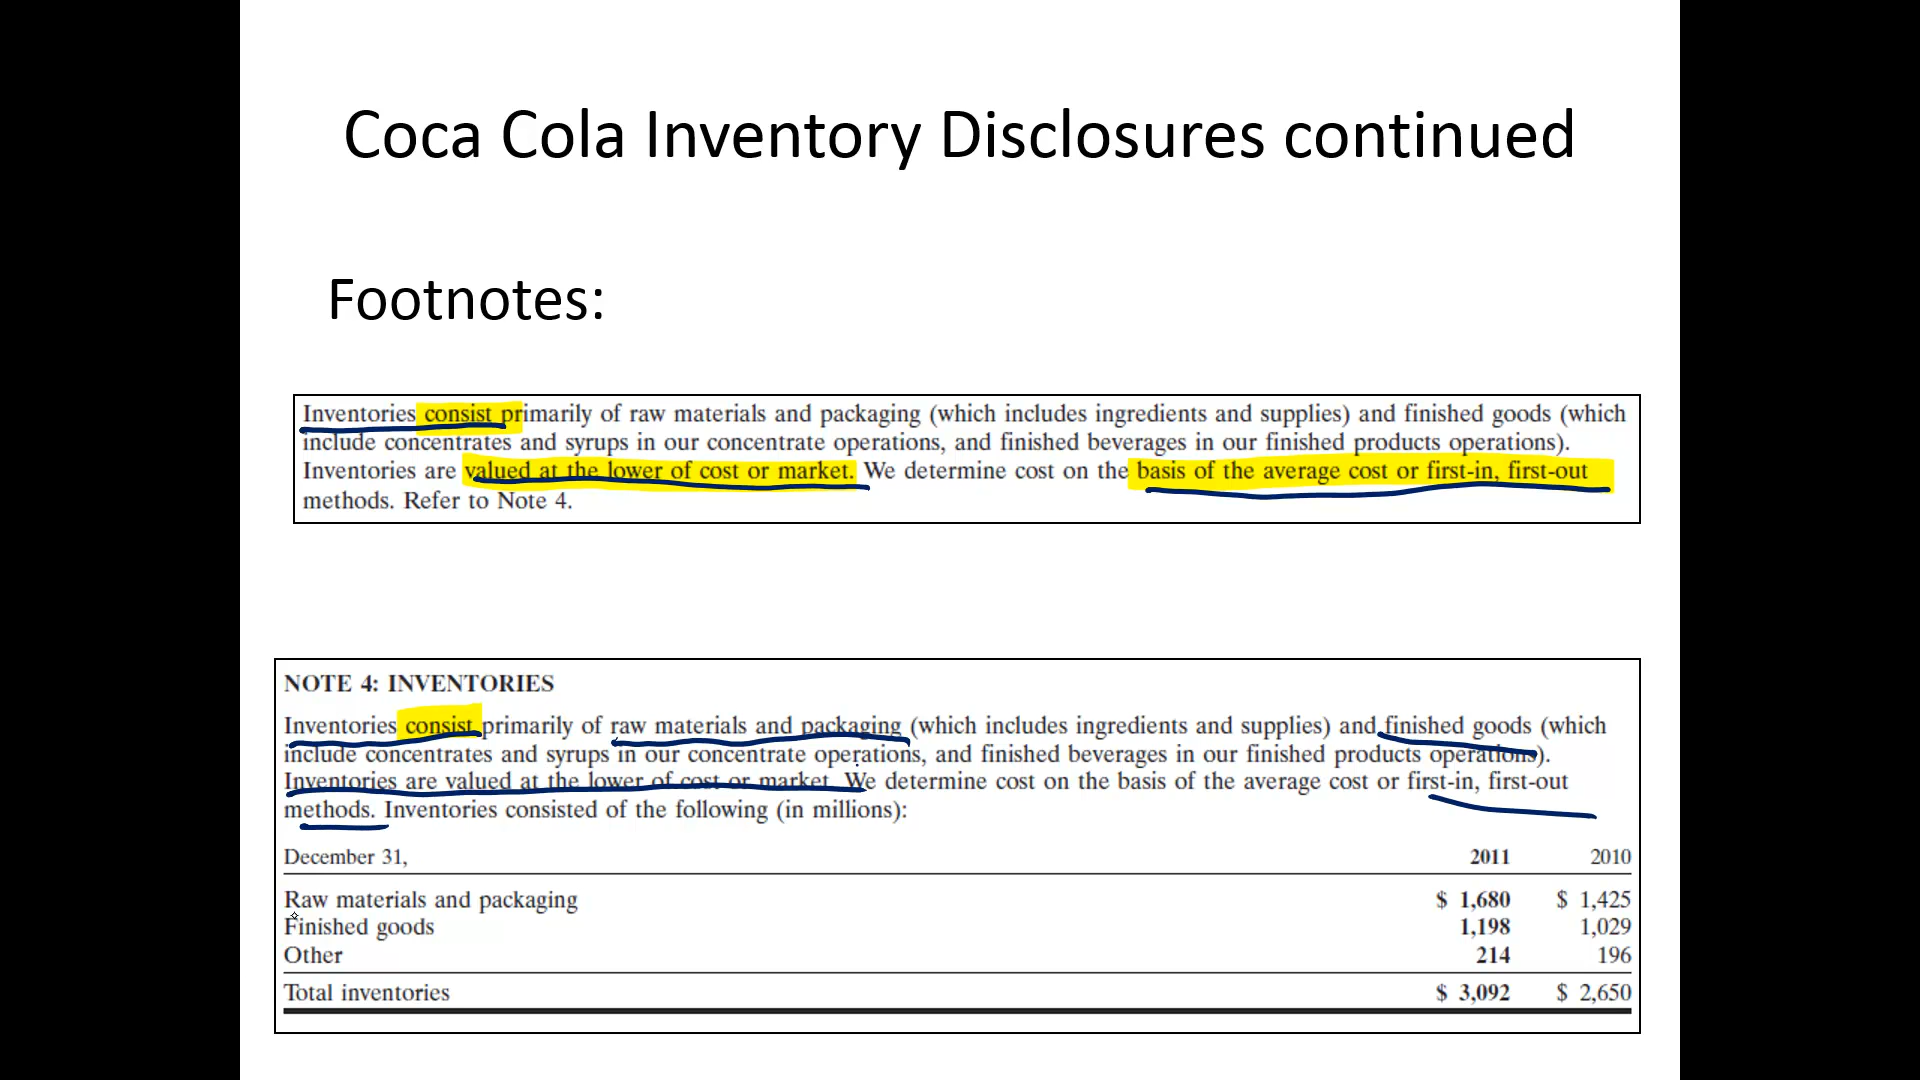 Coca Cola Inventory Disclosures continued
Footnotes:
Inventories consist primarily of raw materials and packaging (which includes ingredients and supplies) and finished goods (which
include concentrates and syrups in our concentrate operations, and finished beverages in our finished products operations).
Inventories are valued at the lower of cost or market. We determine cost on the basis of the average cost or first-in, first-out
methods. Refer to Note 4.
NOTE 4: INVENTORIES
Inventories consist primarily of raw materials and packaging (which includes ingredients and supplies) and finished goods (which
include concentrates and syrups in our concentrate operations, and finished beverages in our finished products operations).
Inventories are valued at the lower of cost or market. We determine cost on the basis of the average cost or first-in, first-out
methods. Inventories consisted of the following (in millions):
December 31, 2011 2010
Raw materials and packaging $ 1,680 $ 1,425
Finished goods 1,198 1,029
Other 214 196
Total inventories $ 3,092 $ 2,650